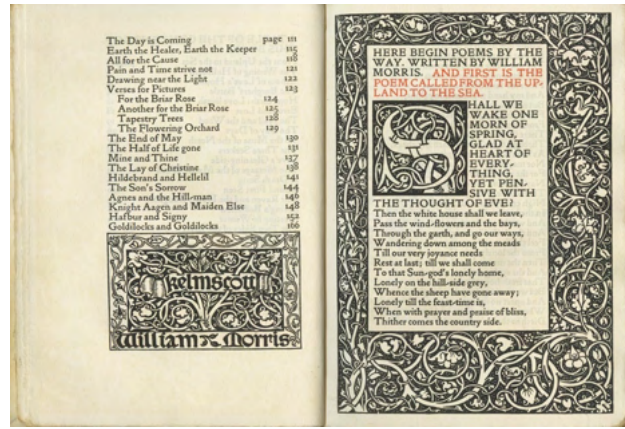 The Day is Coming page 111
Earth the Healer, Earth the Keeper 115
All for the Cause 118
Pain and Time strive not 121
Drawing near the Light 122
Verses for Pictures 123
For the Briar Rose 124
Another for the Briar Rose 125
Tapestry Trees 128
The Flowering Orchard 129
The End of May 130
The Half of Life gone 131
Mine and Thine 137
The Lay of Christine 138
Hildebrand and Hellelil 141
The Son's Sorrow 144
Agnes and the Hill-man 146
Knight Aagen and Maiden Else 148
Hafbur and Signy 152
Goldilocks and Goldilocks 166
kelmscott
William Morris
HERE BEGIN POEMS BY THE
WAY. WRITTEN BY WILLIAM
MORRIS. AND FIRST IS THE
POEM CALLED FROM THE UP-
LAND TO THE SEA.
SHALL WE
WAKE ONE
MORN OF
SPRING,
GLAD AT
HEART OF
EVERY-
THING,
YET PEN-
SIVE WITH
THE THOUGHT OF EVE?
Then the white house shall we leave,
Pass the wind-flowers and the bays,
Through the garth, and go our ways,
Wandering down among the meads
Till our very joyance needs
Rest at last; till we shall come
To that Sun-god's lonely home,
Lonely on the hill-side grey,
Whence the sheep have gone away;
Lonely till the feast-time is,
When with prayer and praise of bliss,
Thither comes the country side.